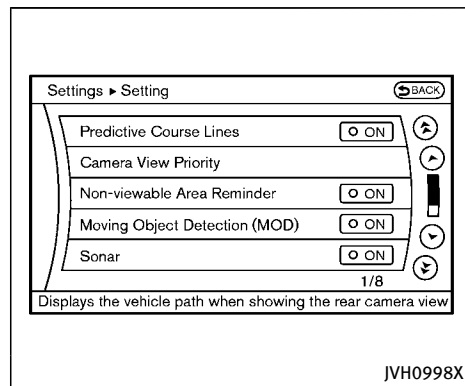 Settings ▸ Setting BACK
Predictive Course Lines ON
Camera View Priority
Non-viewable Area Reminder ON
Moving Object Detection (MOD) ON
Sonar ON
1/8
Displays the vehicle path when showing the rear camera view
JVH0998X